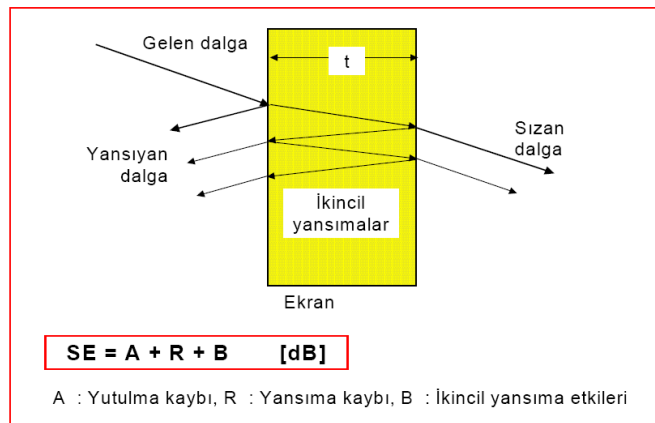 Gelen dalga
t
Yansıyan
dalga
Sızan
dalga
İkincil
yansımalar
Ekran
SE = A + R + B [dB]
A : Yutulma kaybı, R : Yansıma kaybı, B : İkincil yansıma etkileri